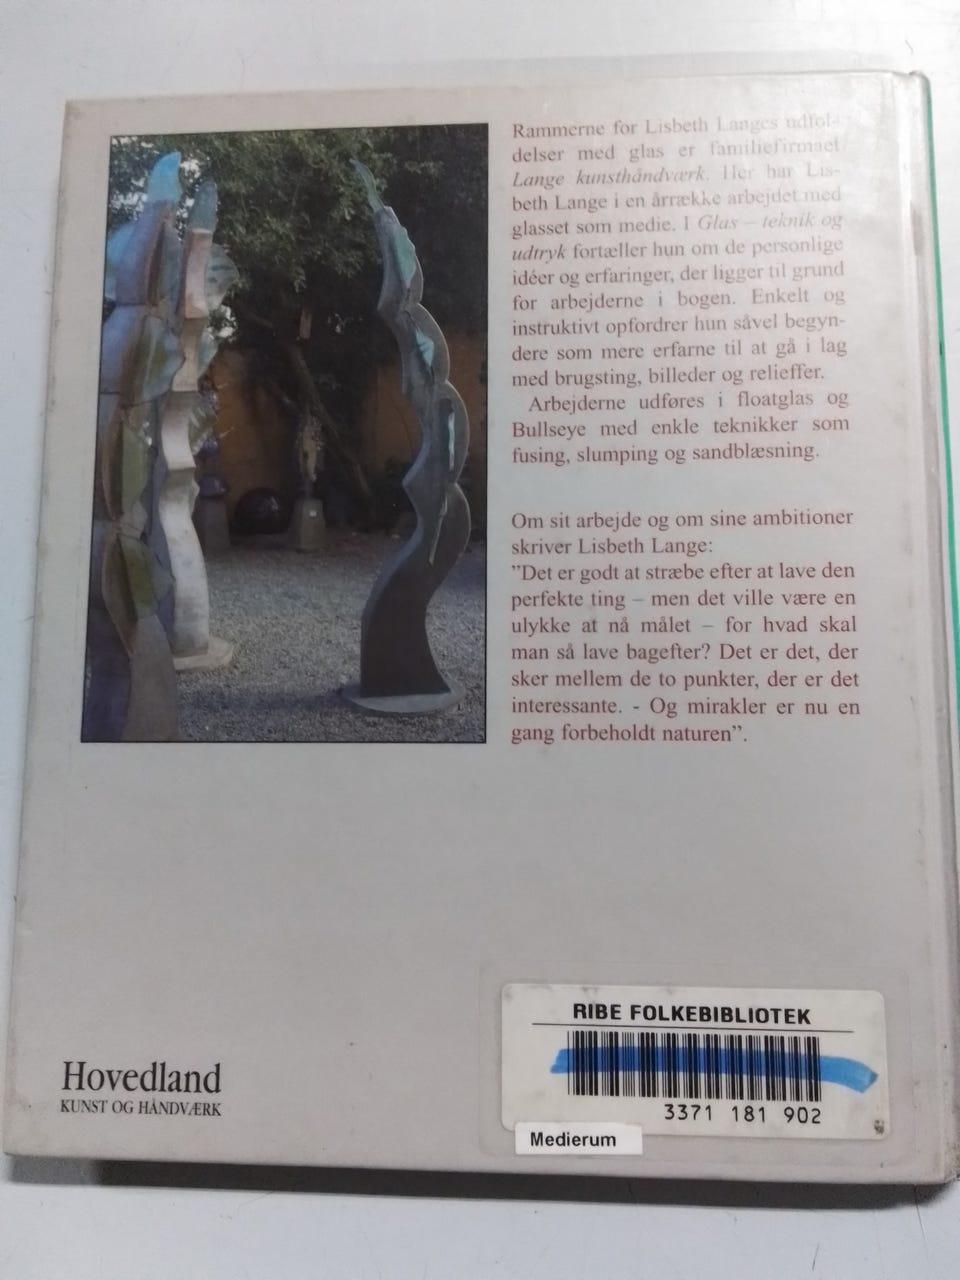 Rammerne for Lisbeth Langes udfol-
delser med glas er familiefirmaet
Lange kunsthåndværk. Her har Lis-
beth Lange i en årrække arbejdet med
glasset som medie. I Glas – teknik og
udtryk fortæller hun om de personlige
idéer og erfaringer, der ligger til grund
for arbejderne i bogen. Enkelt og
instruktivt opfordrer hun såvel begyn-
dere som mere erfarne til at gå i lag
med brugsting, billeder og relieffer.
Arbejderne udføres i floatglas og
Bullseye med enkle teknikker som
fusing, slumping og sandblæsning.
Om sit arbejde og om sine ambitioner
skriver Lisbeth Lange:
”Det er godt at stræbe efter at lave den
perfekte ting – men det ville være en
ulykke at nå målet – for hvad skal
man så lave bagefter? Det er det, der
sker mellem de to punkter, der er det
interessante. - Og mirakler er nu en
gang forbeholdt naturen”.
Hovedland
KUNST OG HÅNDVÆRK
RIBE FOLKEBIBLIOTEK
3371 181 902
Medierum